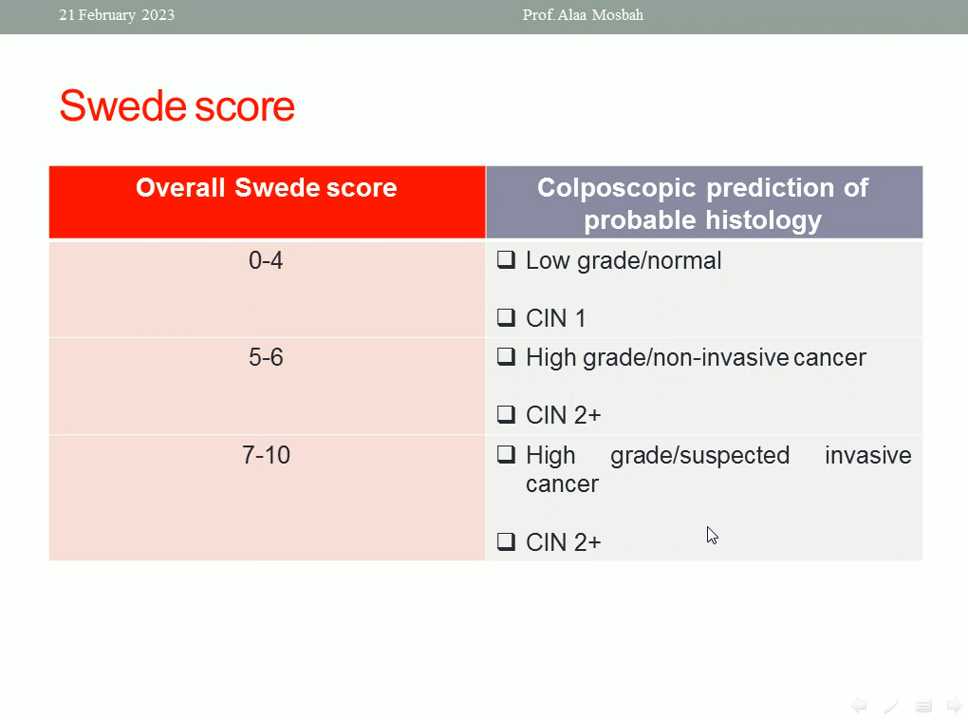 21 February 2023
Prof. Alaa Mosbah
Swede score
Overall Swede score
Colposcopic prediction of
probable histology
0-4
Low grade/normal
CIN 1
5-6
High grade/non-invasive cancer
CIN 2+
7-10
High grade/suspected invasive
cancer
CIN 2+